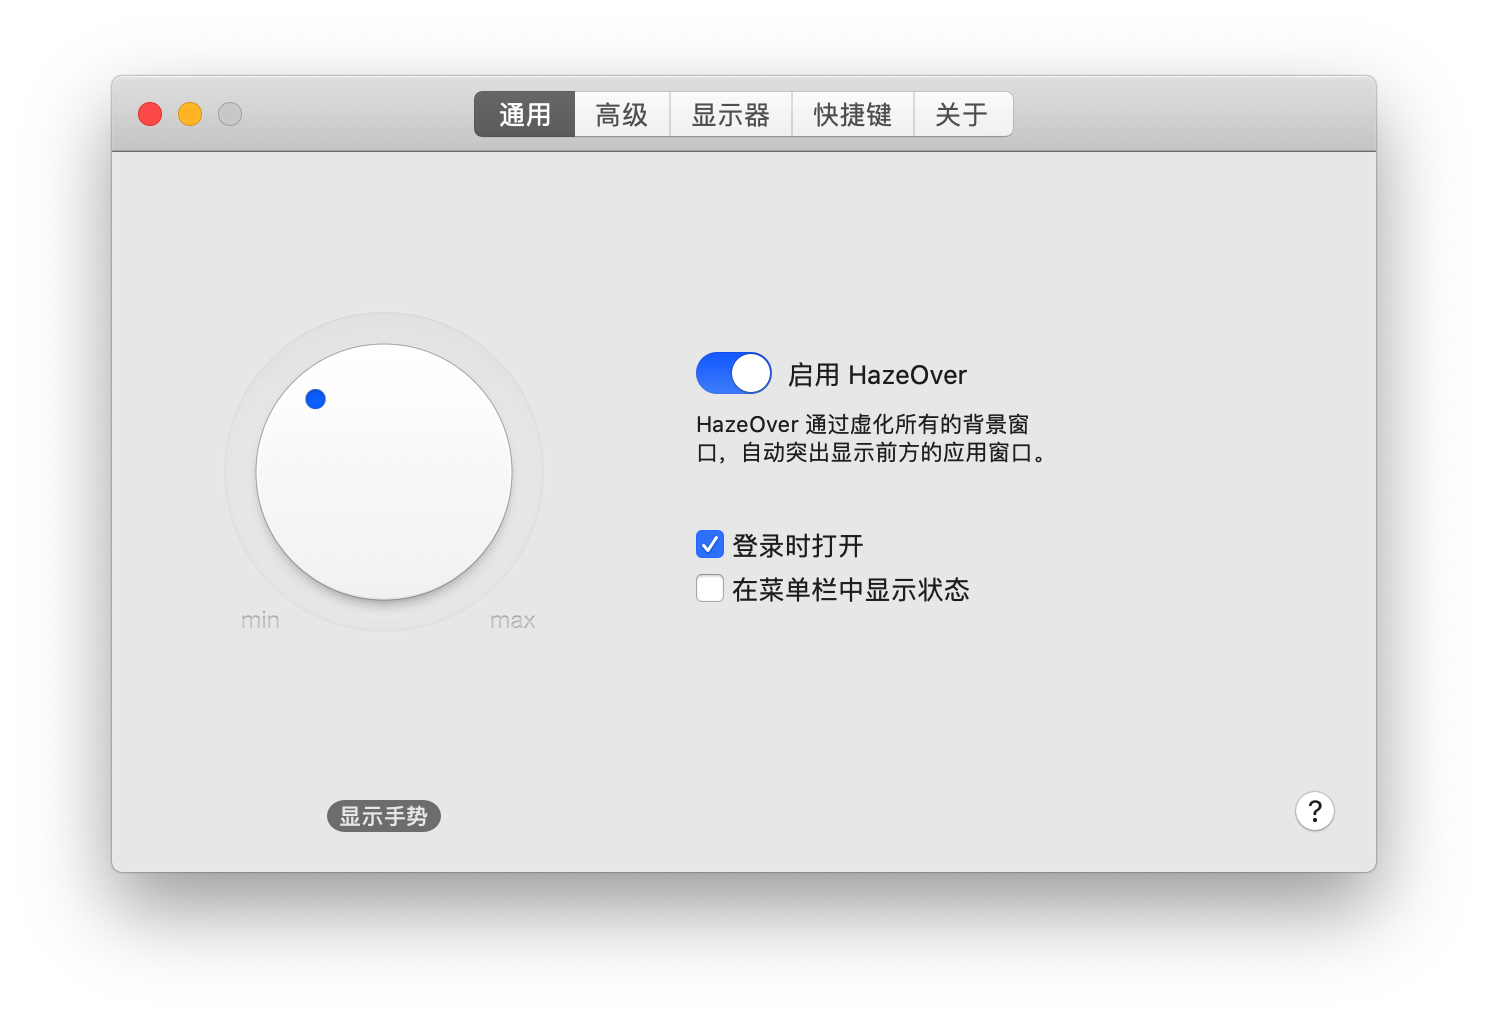 通用 高级 显示器 快捷键 关于
启用 HazeOver
HazeOver 通过虚化所有的背景窗
口，自动突出显示前方的应用窗口。
登录时打开
在菜单栏中显示状态
min max
显示手势
?